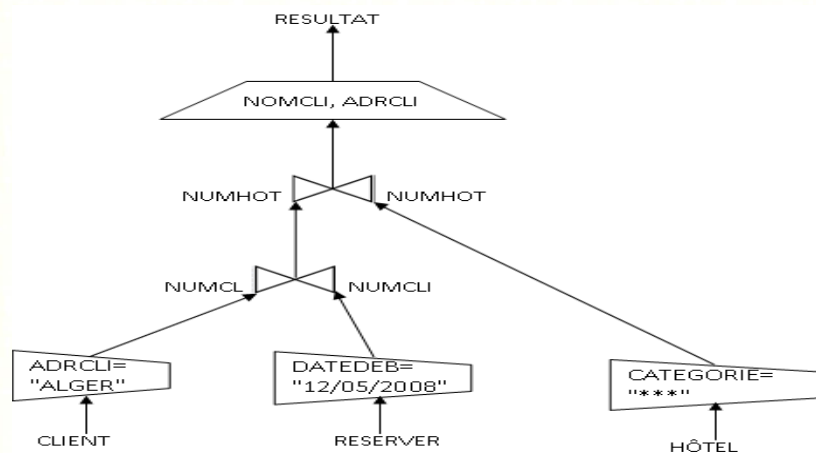 RESULTAT
NOMCLI, ADRCLI
NUMHOT
NUMHOT
NUMCL
NUMCLI
ADRCLI=
"ALGER"
DATEDEB=
"12/05/2008"
CATEGORIE=
"***"
CLIENT
RESERVER
HÔTEL